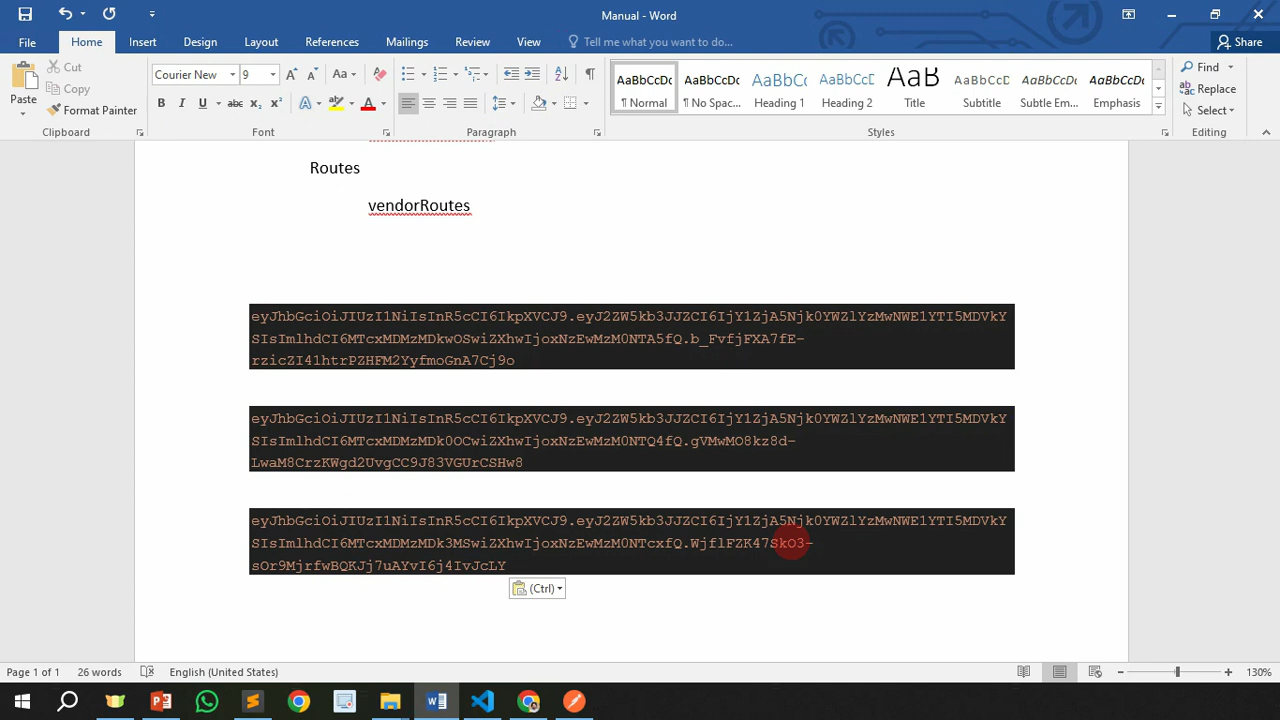 Manual - Word
File Home Insert Design Layout References Mailings Review View Tell me what you want to do... Share
Paste
Cut
Copy
Format Painter
Clipboard
Courier New 9
Font
Paragraph
AaBbCcDc AaBbCcDc AaBbCc AaBbCcD AaB AaBbCcD AaBbCcDc AaBbCcDc
¶ Normal ¶ No Spac... Heading 1 Heading 2 Title Subtitle Subtle Em... Emphasis
Styles
Find
Replace
Select
Editing
Routes
vendorRoutes
eyJhbGciOiJIUzI1NiIsInR5cCI6IkpXVCJ9.eyJ2ZW5kb3JJZCI6IjY1ZjA5Njk0YWZlYzMwNWE1YTI5MDVkY
SIsImlhdCI6MTcxMDMzMDkwOSwiZXhwIjoxNzEwMzM0NTA5fQ.b_FvfjFXA7fE-
rzicZI41htrPZHFM2YyfmoGnA7Cj9o
eyJhbGciOiJIUzI1NiIsInR5cCI6IkpXVCJ9.eyJ2ZW5kb3JJZCI6IjY1ZjA5Njk0YWZlYzMwNWE1YTI5MDVkY
SIsImlhdCI6MTcxMDMzMDk0OCwiZXhwIjoxNzEwMzM0NTQ4fQ.gVMwMO8kz8d-
LwaM8CrzKWgd2UvgCC9J83VGUrCSHw8
eyJhbGciOiJIUzI1NiIsInR5cCI6IkpXVCJ9.eyJ2ZW5kb3JJZCI6IjY1ZjA5Njk0YWZlYzMwNWE1YTI5MDVkY
SIsImlhdCI6MTcxMDMzMDk3MSwiZXhwIjoxNzEwMzM0NTcxfQ.WjflFZK47SkO3-
sOr9MjrfwBQKJj7uAYvI6j4IvJcLY
(Ctrl)
Page 1 of 1 26 words English (United States) 130%